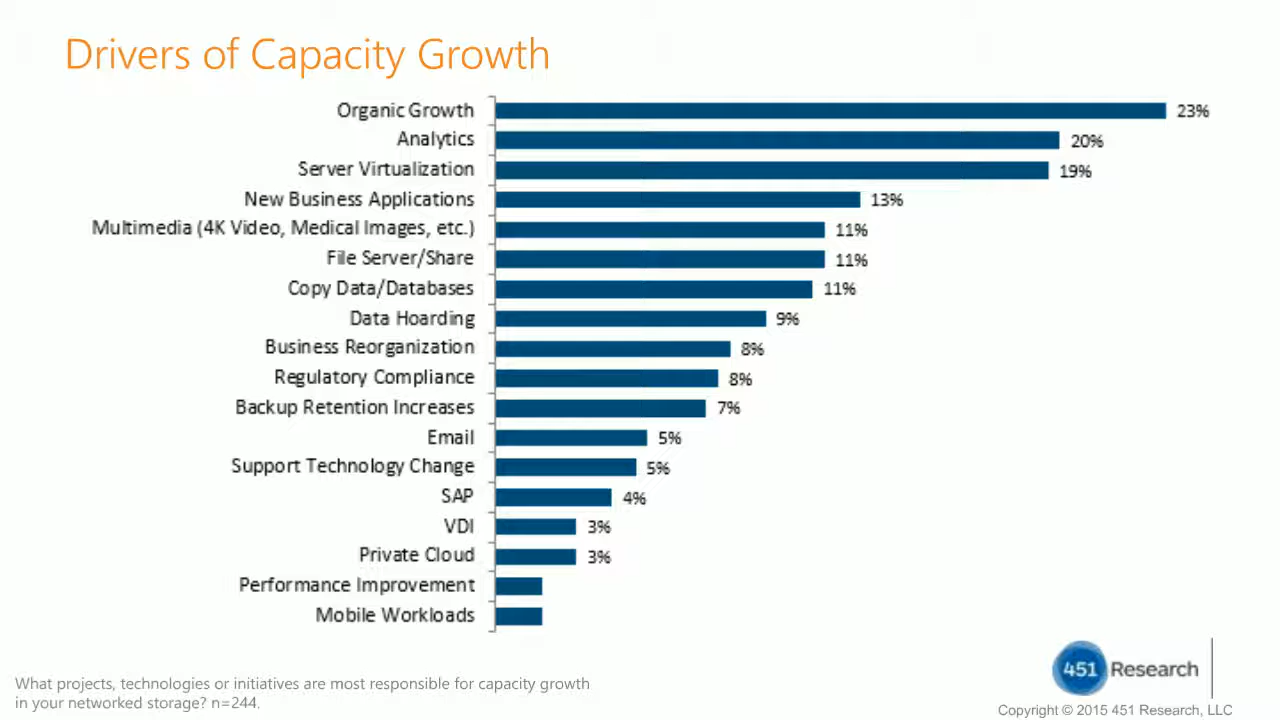 Drivers of Capacity Growth
Organic Growth 23%
Analytics 20%
Server Virtualization 19%
New Business Applications 13%
Multimedia (4K Video, Medical Images, etc.) 11%
File Server/Share 11%
Copy Data/Databases 11%
Data Hoarding 9%
Business Reorganization 8%
Regulatory Compliance 8%
Backup Retention Increases 7%
Email 5%
Support Technology Change 5%
SAP 4%
VDI 3%
Private Cloud 3%
Performance Improvement
Mobile Workloads
451 Research
What projects, technologies or initiatives are most responsible for capacity growth
in your networked storage? n=244.
Copyright © 2015 451 Research, LLC